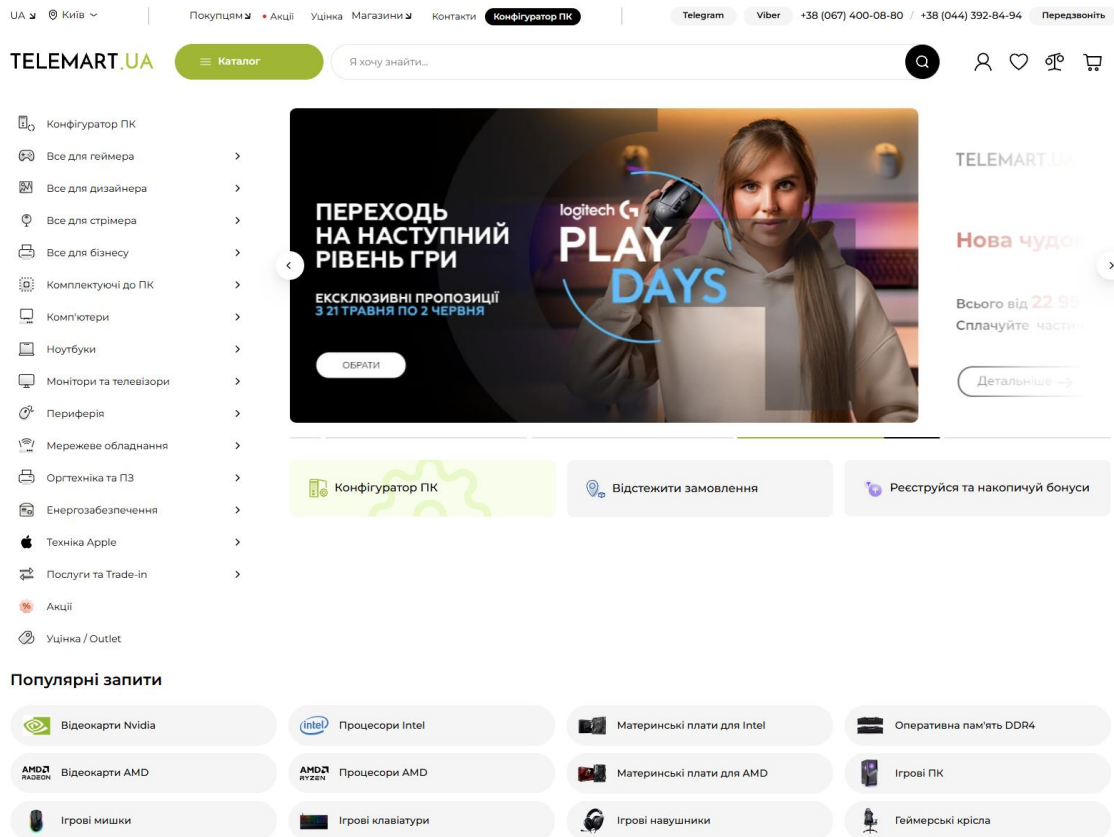 UA
Київ
Покупцям
Акції
Уцінка
Магазини
Контакти
Конфігуратор ПК
Telegram
Viber
+38 (067) 400-08-80 / +38 (044) 392-84-94
Передзвоніть
TELEMART.UA
Каталог
Я хочу знайти...
Конфігуратор ПК
Все для геймера
Все для дизайнера
Все для стрімера
Все для бізнесу
Комплектуючі до ПК
Комп'ютери
Ноутбуки
Монітори та телевізори
Периферія
Мережеве обладнання
Оргтехніка та ПЗ
Енергозабезпечення
Техніка Apple
Послуги та Trade-in
Акції
Уцінка / Outlet
ПЕРЕХОДЬ
НА НАСТУПНИЙ
РІВЕНЬ ГРИ
ЕКСКЛЮЗИВНІ ПРОПОЗИЦІЇ
З 21 ТРАВНЯ ПО 2 ЧЕРВНЯ
ОБРАТИ
logitech G
PLAY
DAYS
TELEMART.UA
Нова
Всього від 22 95
Сплачуйте
Детальніше
Конфігуратор ПК
Відстежити замовлення
Реєструйся та накопичуй бонуси
Популярні запити
Відеокарти Nvidia
intel
Процесори Intel
Материнські плати для Intel
Оперативна пам'ять DDR4
AMD
RADEON
Відеокарти AMD
AMD
RYZEN
Процесори AMD
Материнські плати для AMD
Ігрові ПК
Ігрові мишки
Ігрові клавіатури
Ігрові навушники
Геймерські крісла